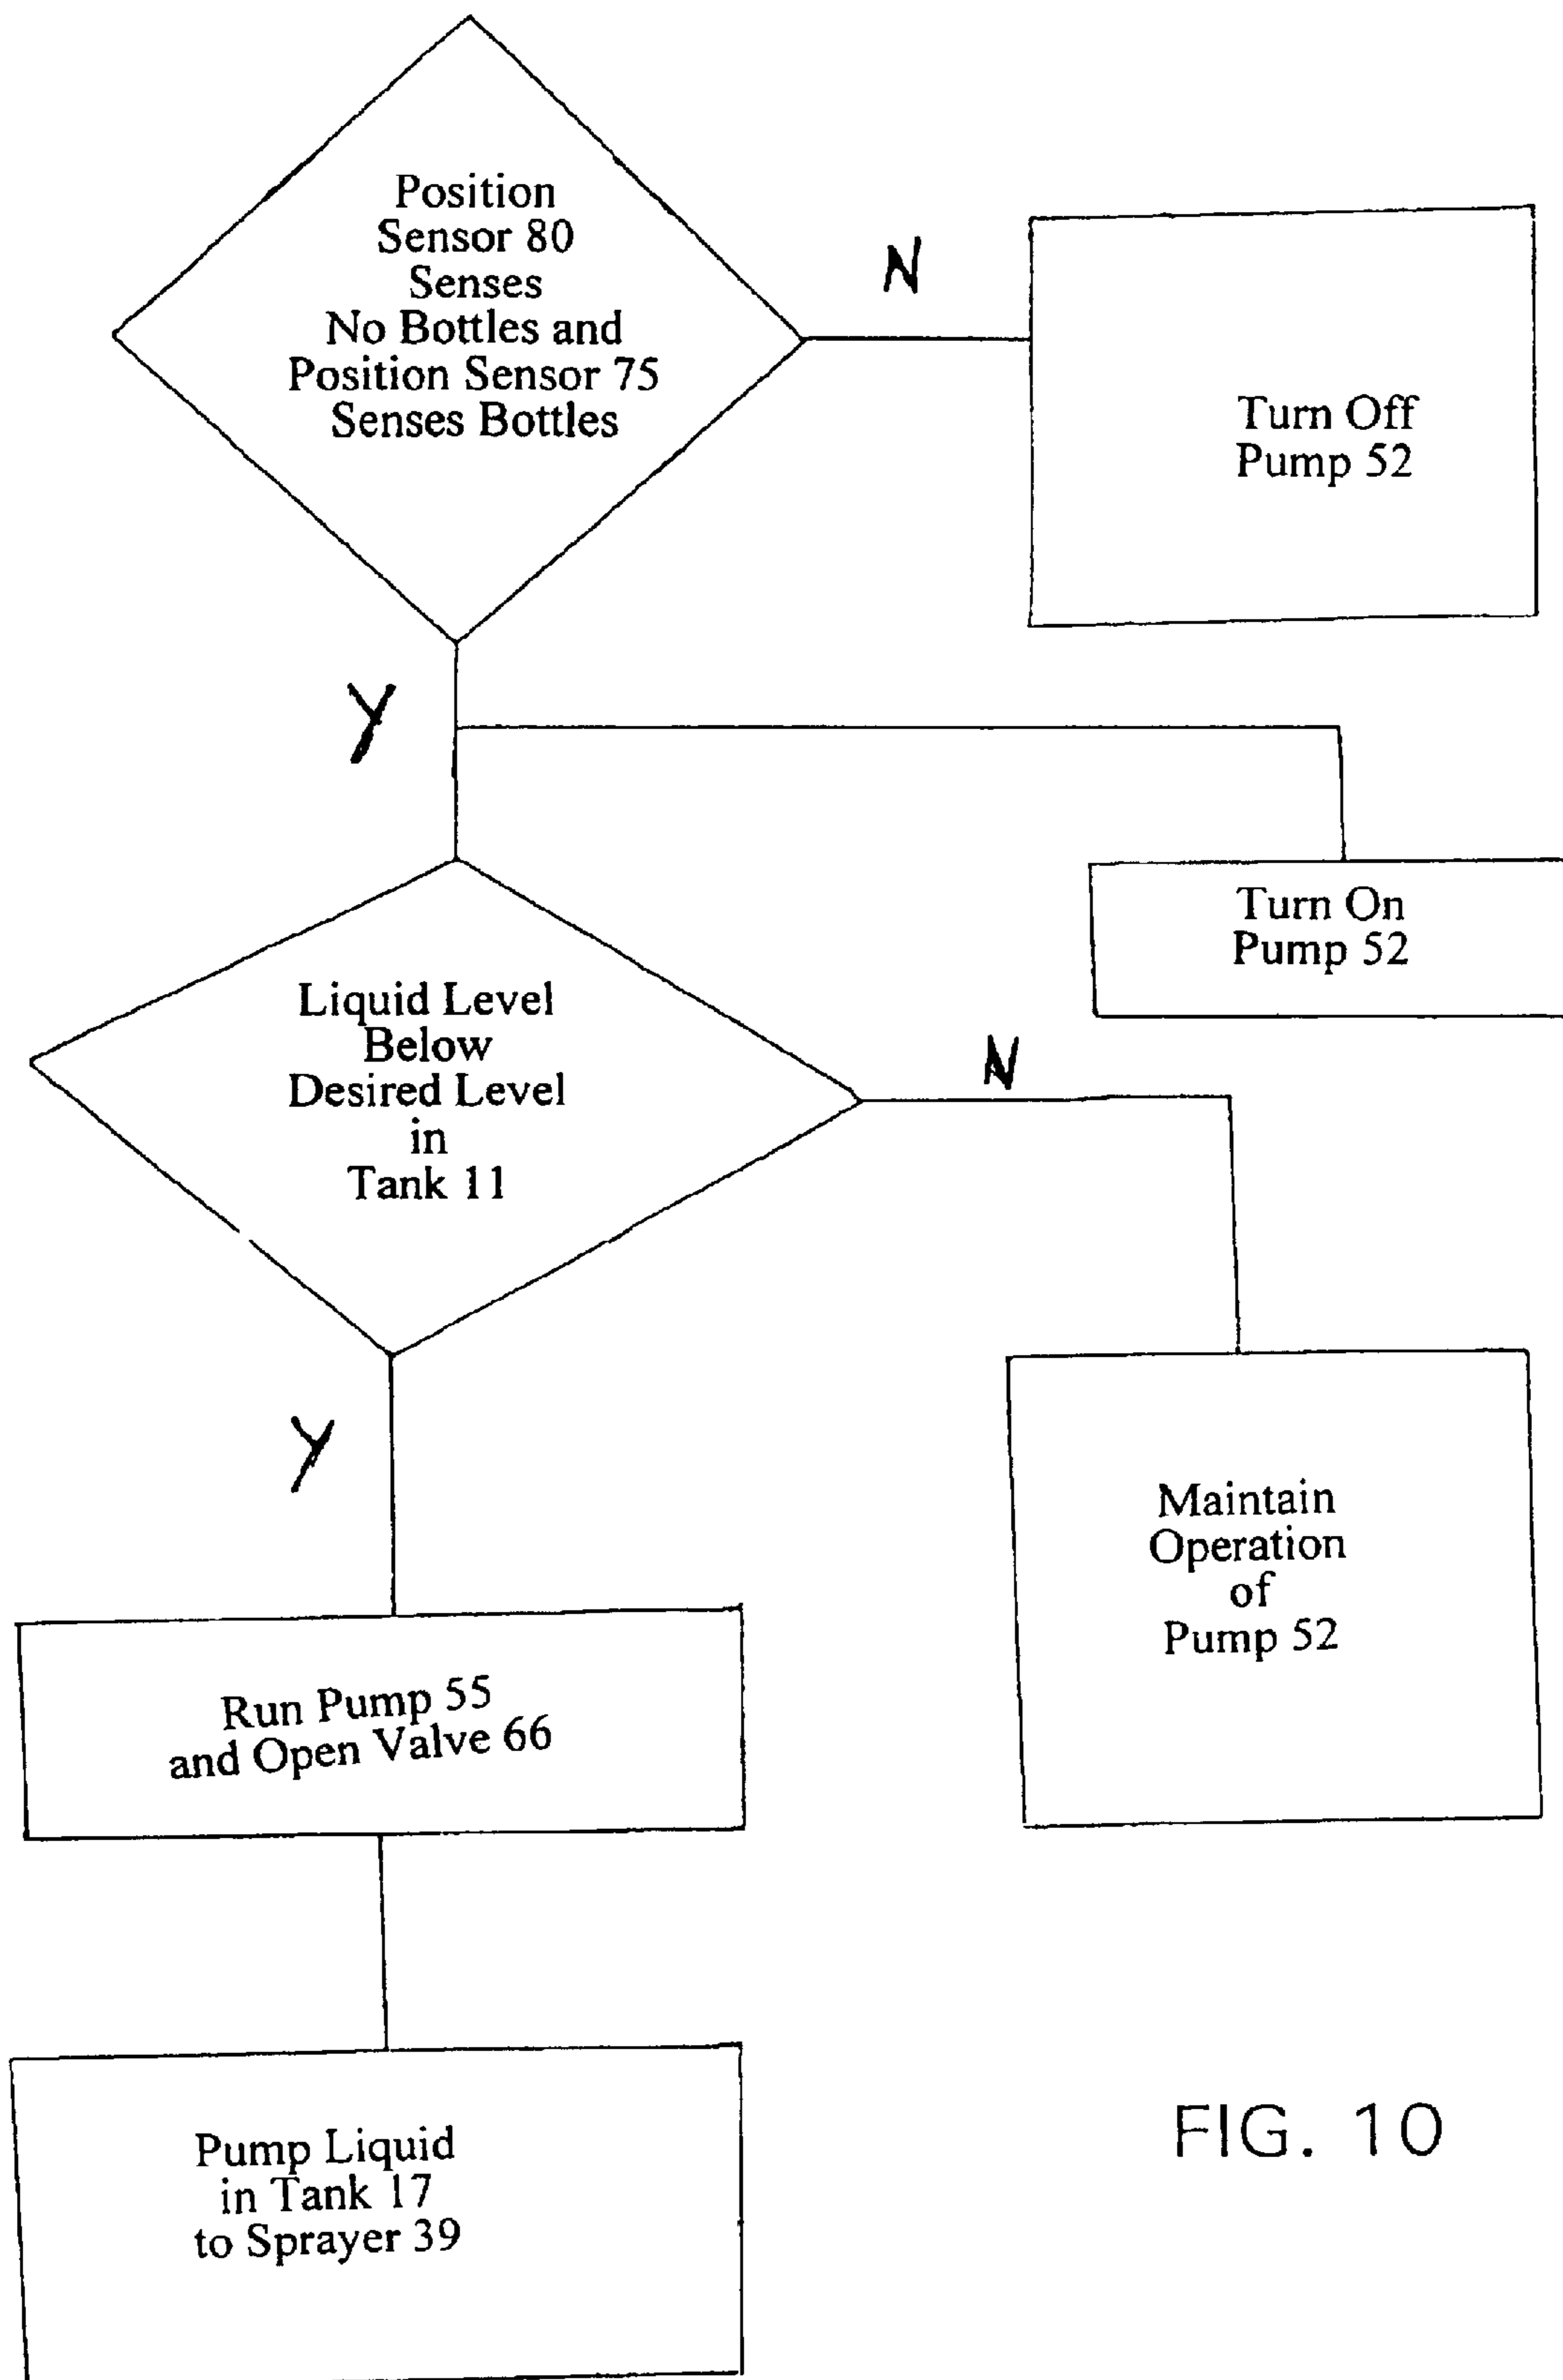 Position
Sensor 80
Senses
No Bottles and
Position Sensor 75
Senses Bottles
N
Turn Off
Pump 52
Y
Turn On
Pump 52
Liquid Level
Below
Desired Level
in
Tank 11
N
Y
Maintain
Operation
of
Pump 52
Run Pump 55
and Open Valve 66
Pump Liquid
in Tank 17
to Sprayer 39
FIG. 10